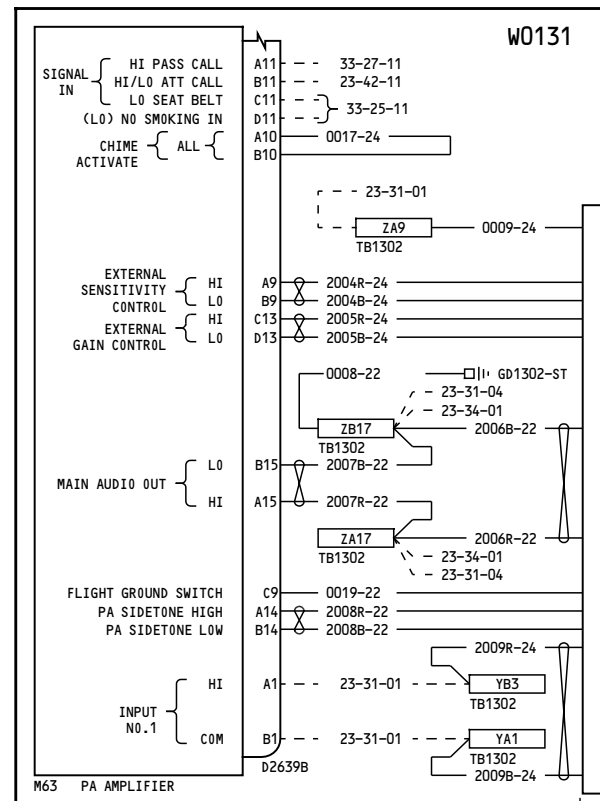 W0131
HI PASS CALL A11 33-27-11
SIGNAL IN
HI/L0 ATT CALL B11 23-42-11
L0 SEAT BELT C11
33-25-11
(L0) N0 SMOKING IN D11
CHIME ACTIVATE
ALL
A10 0017-24
B10
23-31-01
ZA9 0009-24
TB1302
EXTERNAL
SENSITIVITY
CONTROL
HI A9 2004R-24
L0 B9 2004B-24
EXTERNAL
GAIN CONTROL
HI C13 2005R-24
L0 D13 2005B-24
0008-22 GD1302-ST
23-31-04
23-34-01
ZB17 2006B-22
TB1302
MAIN AUDIO OUT
L0 B15 2007B-22
HI A15 2007R-22
ZA17 2006R-22
TB1302
23-34-01
23-31-04
FLIGHT GROUND SWITCH C9 0019-22
PA SIDETONE HIGH A14 2008R-22
PA SIDETONE LOW B14 2008B-22
2009R-24
INPUT
NO.1
HI A1 23-31-01 YB3
TB1302
COM B1 23-31-01 YA1
TB1302
2009B-24
D2639B
M63 PA AMPLIFIER